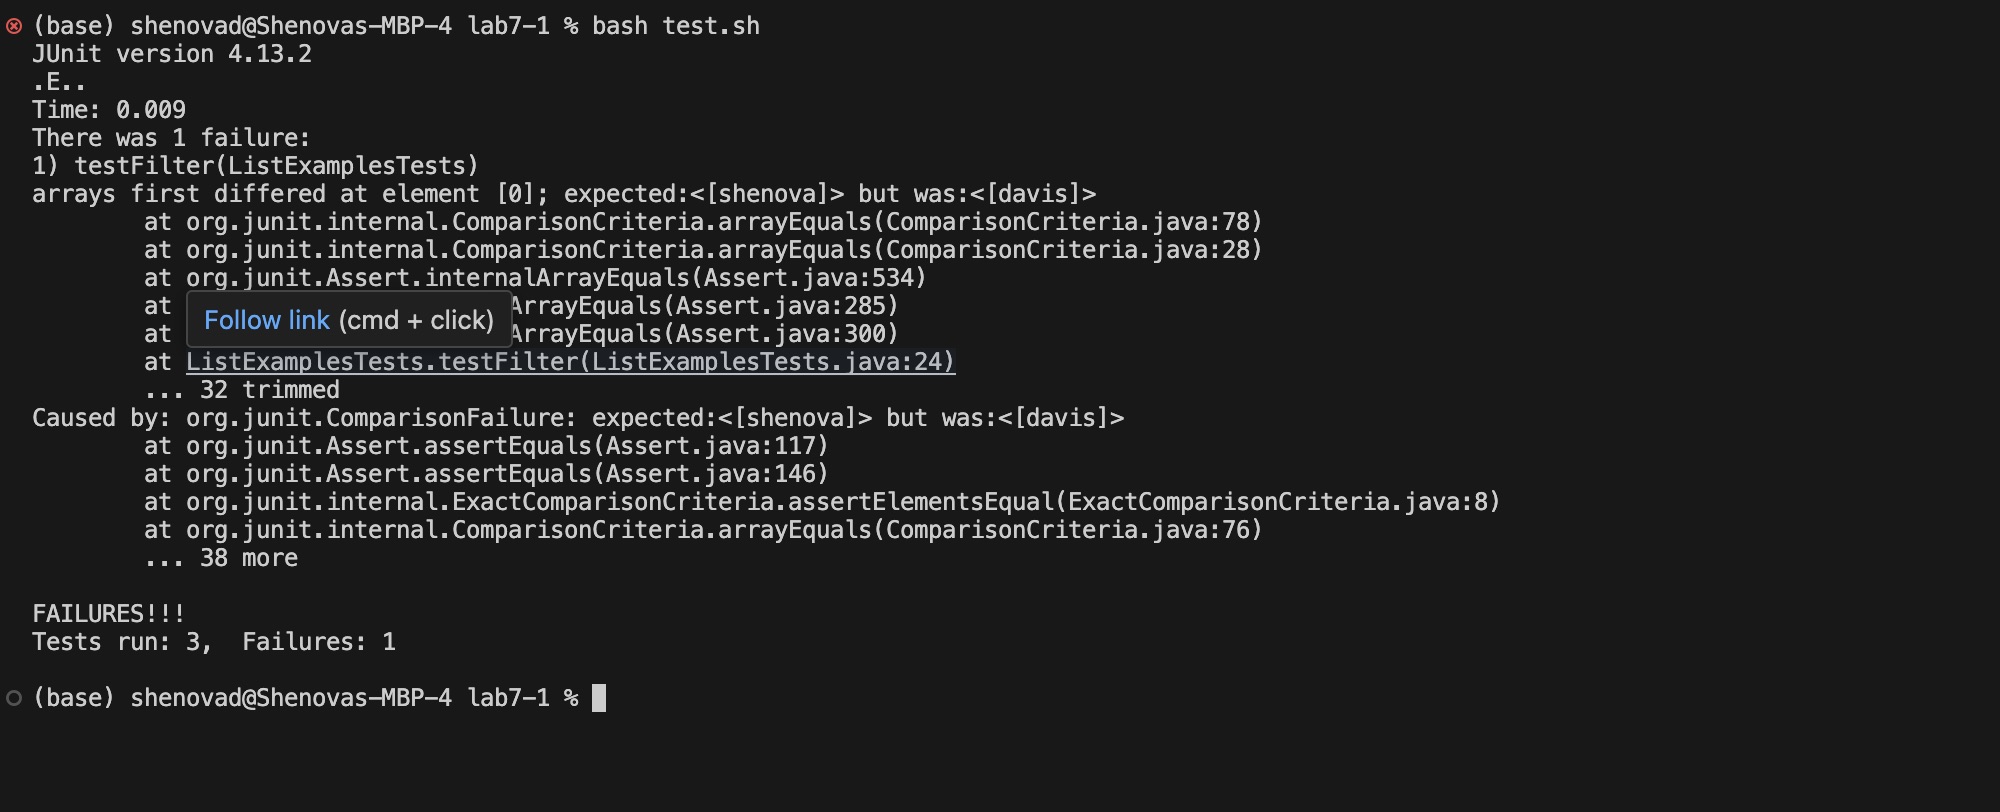 (base) shenovad@Shenovas-MBP-4 lab7-1 % bash test.sh
JUnit version 4.13.2
.E..
Time: 0.009
There was 1 failure:
1) testFilter(ListExamplesTests)
arrays first differed at element [0]; expected:<[shenova]> but was:<[davis]>
at org.junit.internal.ComparisonCriteria.arrayEquals(ComparisonCriteria.java:78)
at org.junit.internal.ComparisonCriteria.arrayEquals(ComparisonCriteria.java:28)
at org.junit.Assert.internalArrayEquals(Assert.java:534)
at ArrayEquals(Assert.java:285)
Follow link (cmd + click)
at ArrayEquals(Assert.java:300)
at ListExamplesTests.testFilter(ListExamplesTests.java:24)
... 32 trimmed
Caused by: org.junit.ComparisonFailure: expected:<[shenova]> but was:<[davis]>
at org.junit.Assert.assertEquals(Assert.java:117)
at org.junit.Assert.assertEquals(Assert.java:146)
at org.junit.internal.ExactComparisonCriteria.assertElementsEqual(ExactComparisonCriteria.java:8)
at org.junit.internal.ComparisonCriteria.arrayEquals(ComparisonCriteria.java:76)
... 38 more
FAILURES!!!
Tests run: 3,  Failures: 1
(base) shenovad@Shenovas-MBP-4 lab7-1 %